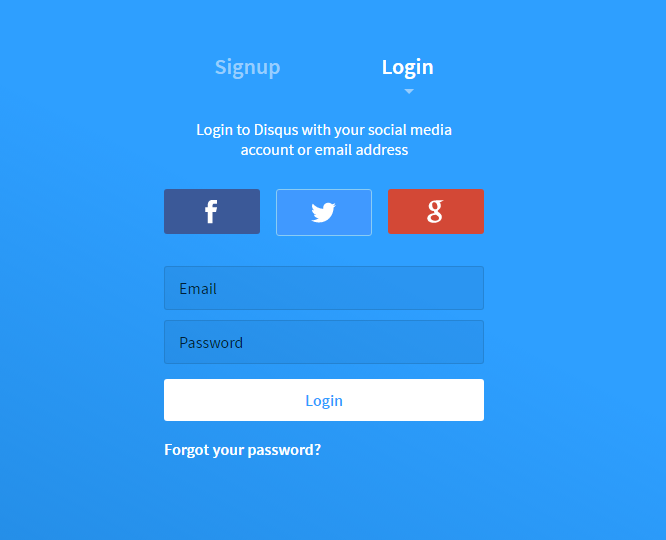 Signup
Login
Login to Disqus with your social media
account or email address
Email
Password
Login
Forgot your password?